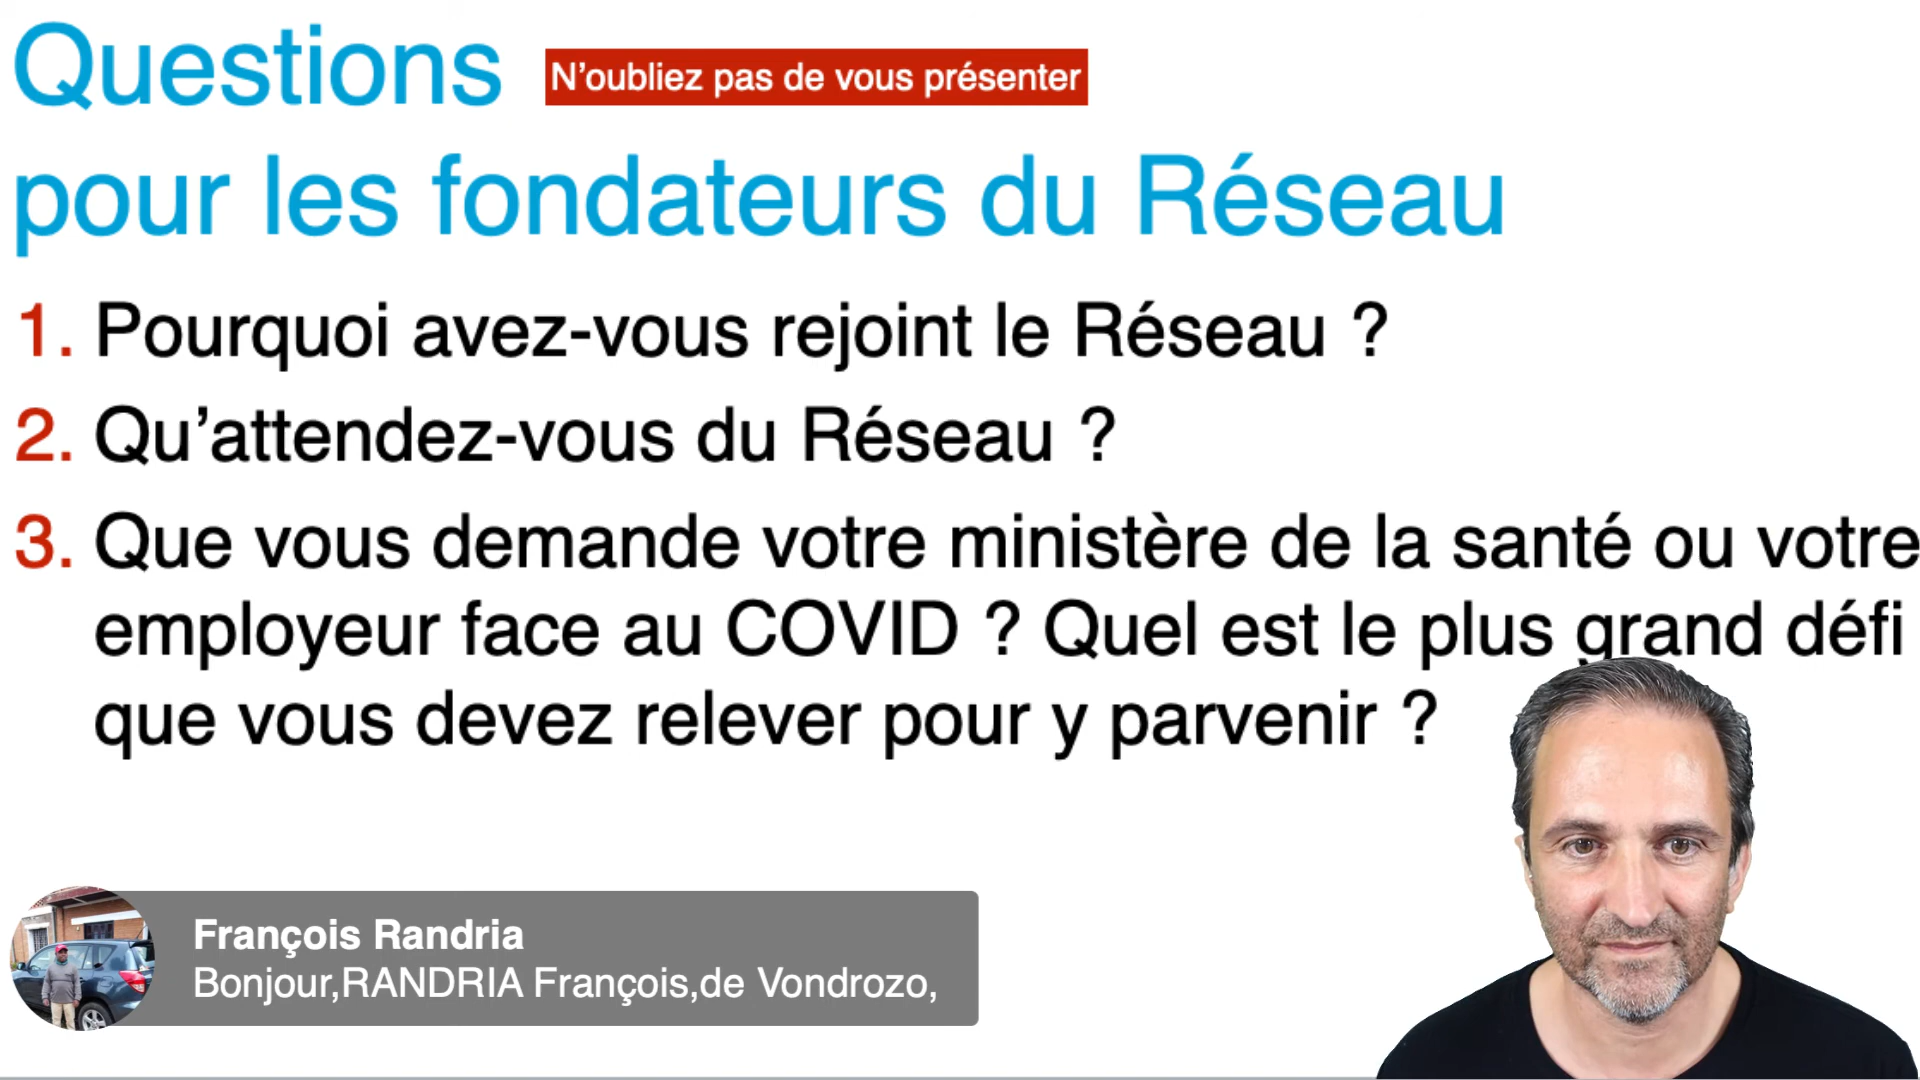 Questions
N’oubliez pas de vous présenter
pour les fondateurs du Réseau
1. Pourquoi avez-vous rejoint le Réseau ?
2. Qu’attendez-vous du Réseau ?
3. Que vous demande votre ministère de la santé ou votre
employeur face au COVID ? Quel est le plus grand défi
que vous devez relever pour y parvenir ?
François Randria
Bonjour,RANDRIA François,de Vondrozo,